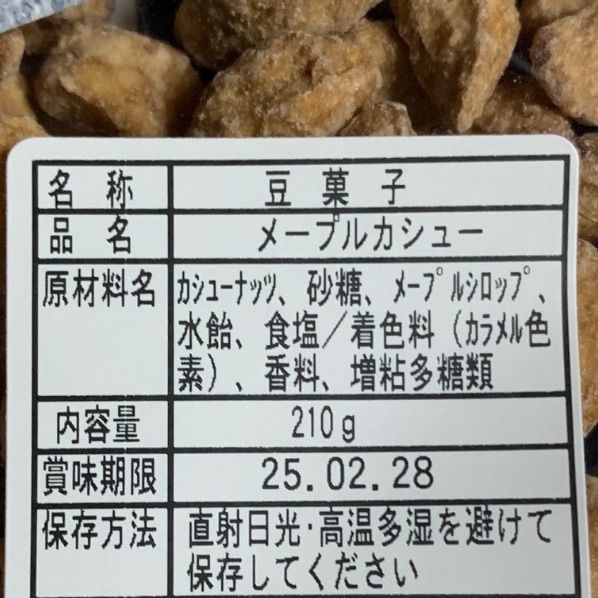 名称 豆菓子
品名 メープルカシュー
原材料名 ｶｼｭｰﾅｯﾂ、砂糖、ﾒｰﾌﾟﾙｼﾛｯﾌﾟ、
水飴、食塩／着色料（ｶﾗﾒﾙ色
素）、香料、増粘多糖類
内容量 210g
賞味期限 25.02.28
保存方法 直射日光･高温多湿を避けて
保存してください